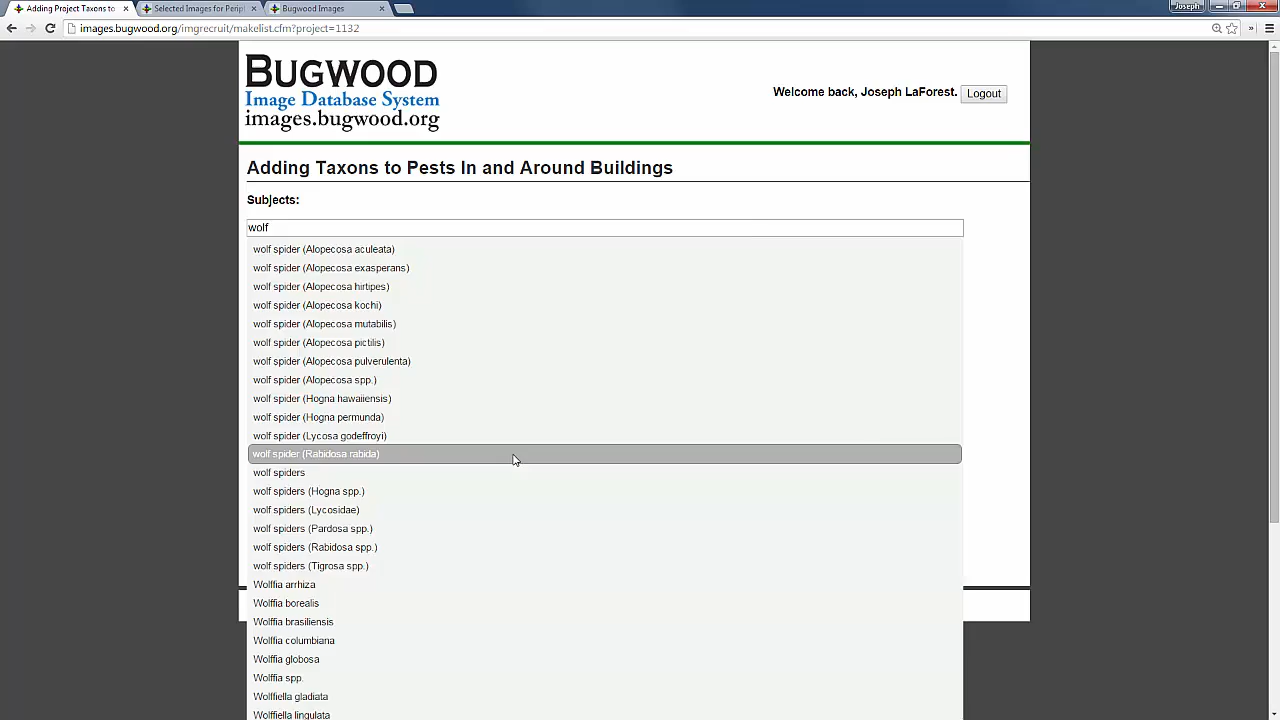 Adding Project Taxons to
Selected Images for Peripl
Bugwood Images
Joseph
images.bugwood.org/imgrecruit/makelist.cfm?project=1132
BUGWOOD
Image Database System
images.bugwood.org
Welcome back, Joseph LaForest.
Logout
Adding Taxons to Pests In and Around Buildings
Subjects:
wolf
wolf spider (Alopecosa aculeata)
wolf spider (Alopecosa exasperans)
wolf spider (Alopecosa hirtipes)
wolf spider (Alopecosa kochi)
wolf spider (Alopecosa mutabilis)
wolf spider (Alopecosa pictilis)
wolf spider (Alopecosa pulverulenta)
wolf spider (Alopecosa spp.)
wolf spider (Hogna hawaiiensis)
wolf spider (Hogna permunda)
wolf spider (Lycosa godeffroyi)
wolf spider (Rabidosa rabida)
wolf spiders
wolf spiders (Hogna spp.)
wolf spiders (Lycosidae)
wolf spiders (Pardosa spp.)
wolf spiders (Rabidosa spp.)
wolf spiders (Tigrosa spp.)
Wolffia arrhiza
Wolffia borealis
Wolffia brasiliensis
Wolffia columbiana
Wolffia globosa
Wolffia spp.
Wolffiella gladiata
Wolffiella lingulata